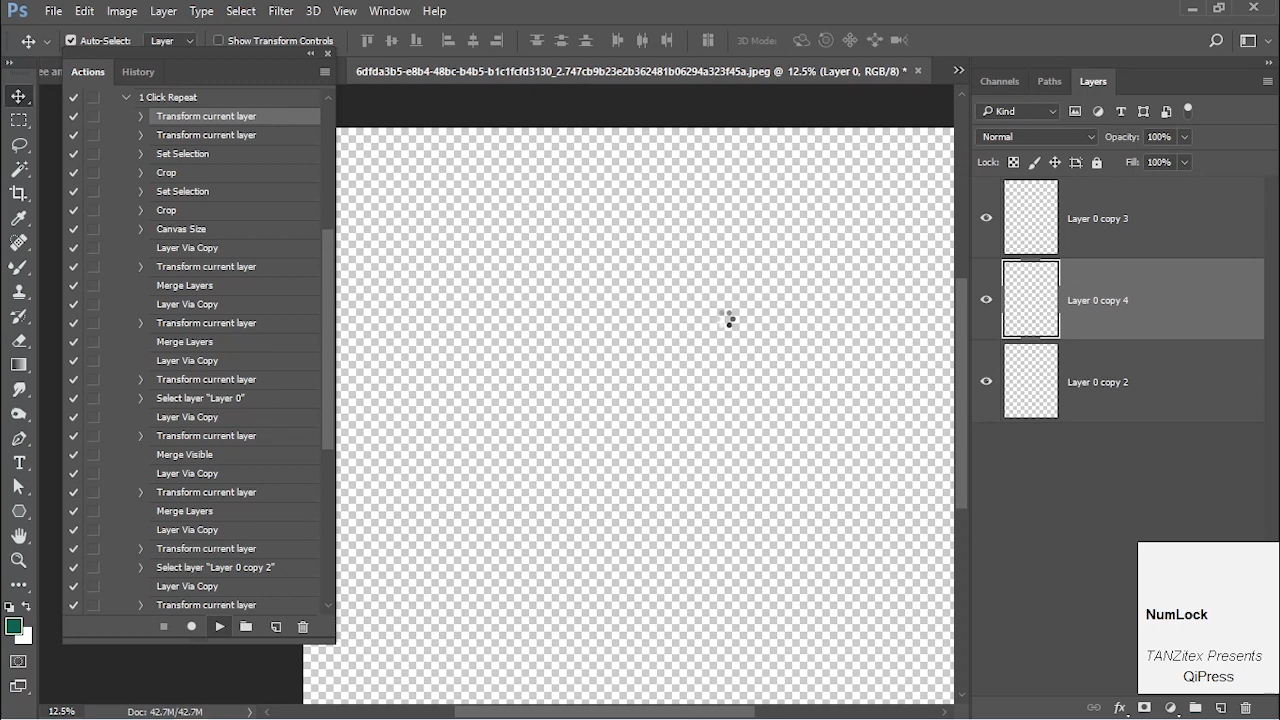 Ps File Edit Image Layer Type Select Filter 3D View Window Help
Auto-Select: Layer Show Transform Controls 3D Mode:
ee an 6dfda3b5-e8b4-48bc-b4b5-b1c1fcfd3130_2.747cb9b23e2b362481b06294a323f45a.jpeg @ 12.5% (Layer 0, RGB/8) *
Actions History
Channels Paths Layers
1 Click Repeat
Transform current layer
Transform current layer
Set Selection
Crop
Set Selection
Crop
Canvas Size
Layer Via Copy
Transform current layer
Merge Layers
Layer Via Copy
Transform current layer
Merge Layers
Layer Via Copy
Transform current layer
Select layer "Layer 0"
Layer Via Copy
Transform current layer
Merge Visible
Layer Via Copy
Transform current layer
Merge Layers
Layer Via Copy
Transform current layer
Select layer "Layer 0 copy 2"
Layer Via Copy
Transform current layer
Kind
Normal Opacity: 100%
Lock: Fill: 100%
Layer 0 copy 3
Layer 0 copy 4
Layer 0 copy 2
NumLock
TANZitex Presents
QiPress
12.5% Doc: 42.7M/42.7M
fx